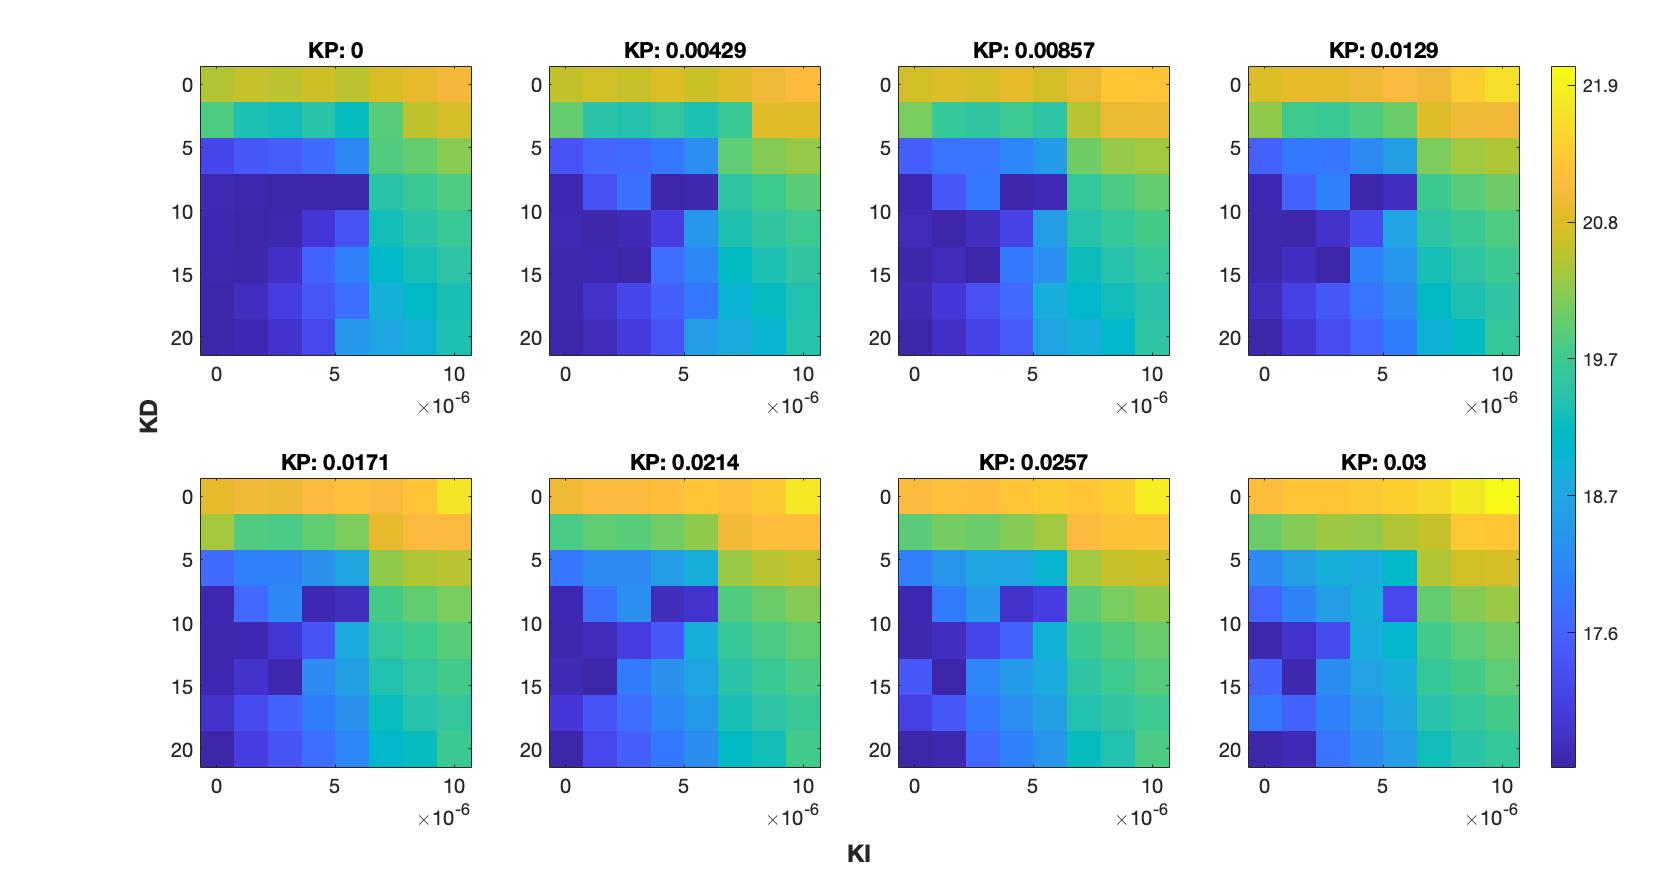 KP: 0 KP: 0.00429 KP: 0.00857 KP: 0.0129
0 0 0 0 21.9
5 5 5 5
10 10 10 10 20.8
15 15 15 15
20 20 20 20
0 5 10 0 5 10 0 5 10 0 5 10 19.7
×10-6 ×10-6 ×10-6 ×10-6
KD
KP: 0.0171 KP: 0.0214 KP: 0.0257 KP: 0.03
0 0 0 0 18.7
5 5 5 5
10 10 10 10 17.6
15 15 15 15
20 20 20 20
0 5 10 0 5 10 0 5 10 0 5 10
×10-6 ×10-6 ×10-6 ×10-6
KI